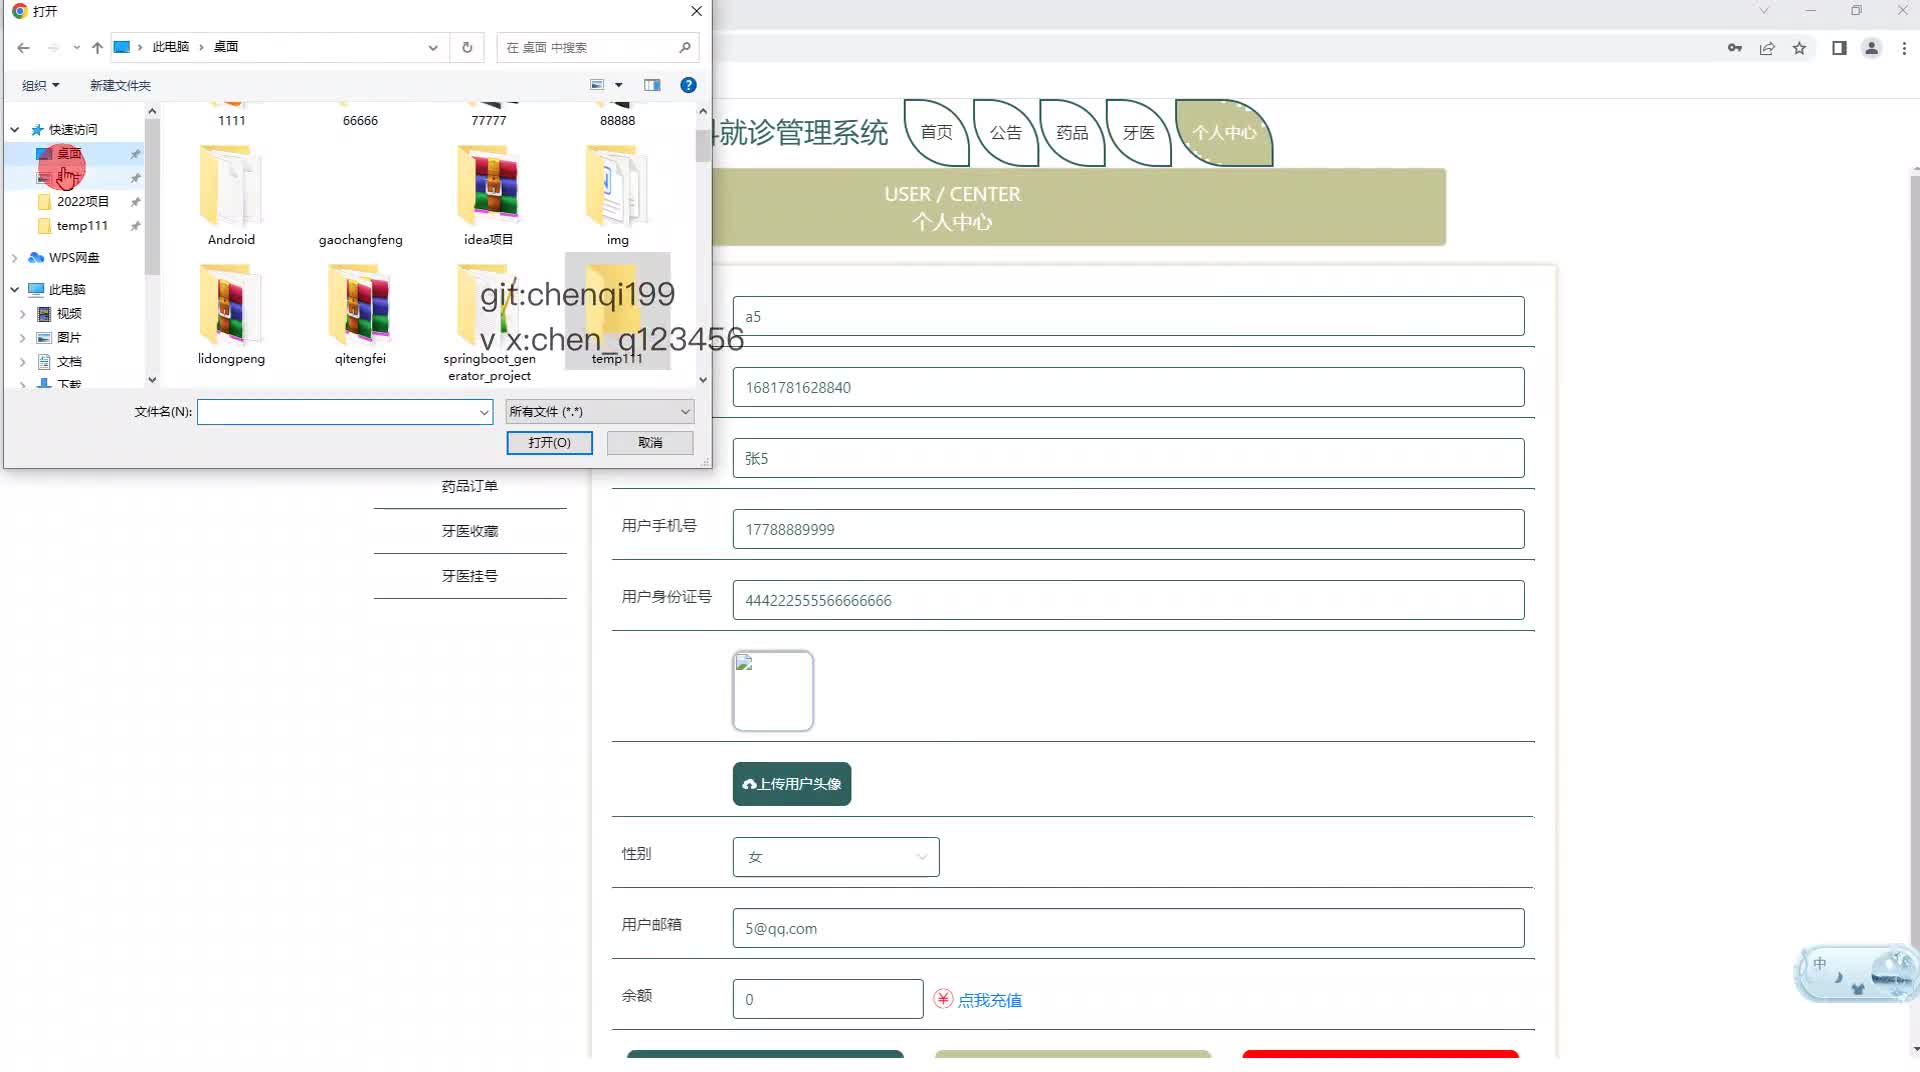 打开
此电脑 › 桌面
在 桌面 中搜索
组织
新建文件夹
快速访问
桌面
2022项目
temp111
WPS网盘
此电脑
视频
图片
文档
下载
1111
66666
77777
88888
Android
gaochangfeng
idea项目
img
lidongpeng
qitengfei
springboot_gen
erator_project
temp111
git:chenqi199
v x:chen_q123456
文件名(N):
所有文件 (*.*)
打开(O)
取消
就诊管理系统
首页
公告
药品
牙医
个人中心
USER / CENTER
个人中心
药品订单
牙医收藏
牙医挂号
a5
1681781628840
张5
用户手机号
17788889999
用户身份证号
444222555566666666
上传用户头像
性别
女
用户邮箱
5@qq.com
余额
0
点我充值
中